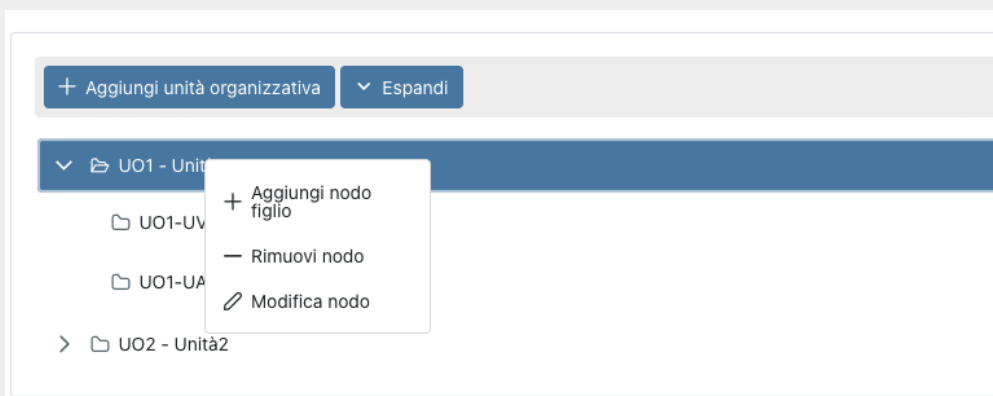 Aggiungi unità organizzativa
Espandi
UO1 - Unit
Aggiungi nodo
figlio
UO1-UV
Rimuovi nodo
UO1-UA
Modifica nodo
UO2 - Unità2